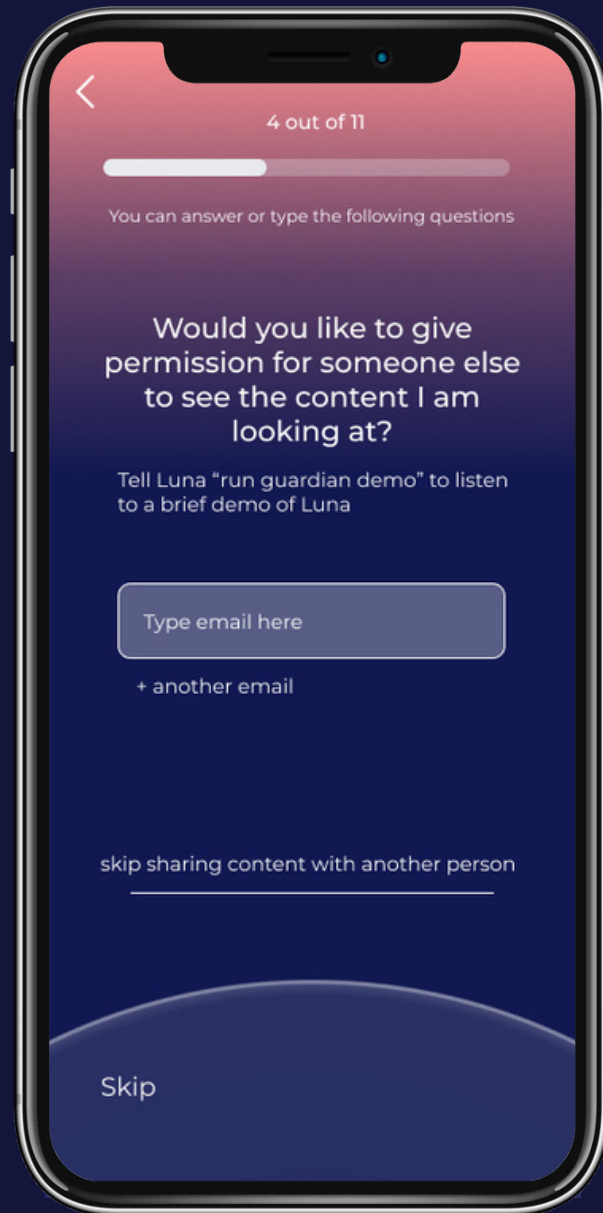 4 out of 11
You can answer or type the following questions
Would you like to give
permission for someone else
to see the content I am
looking at?
Tell Luna “run guardian demo” to listen
to a brief demo of Luna
Type email here
+ another email
skip sharing content with another person
Skip